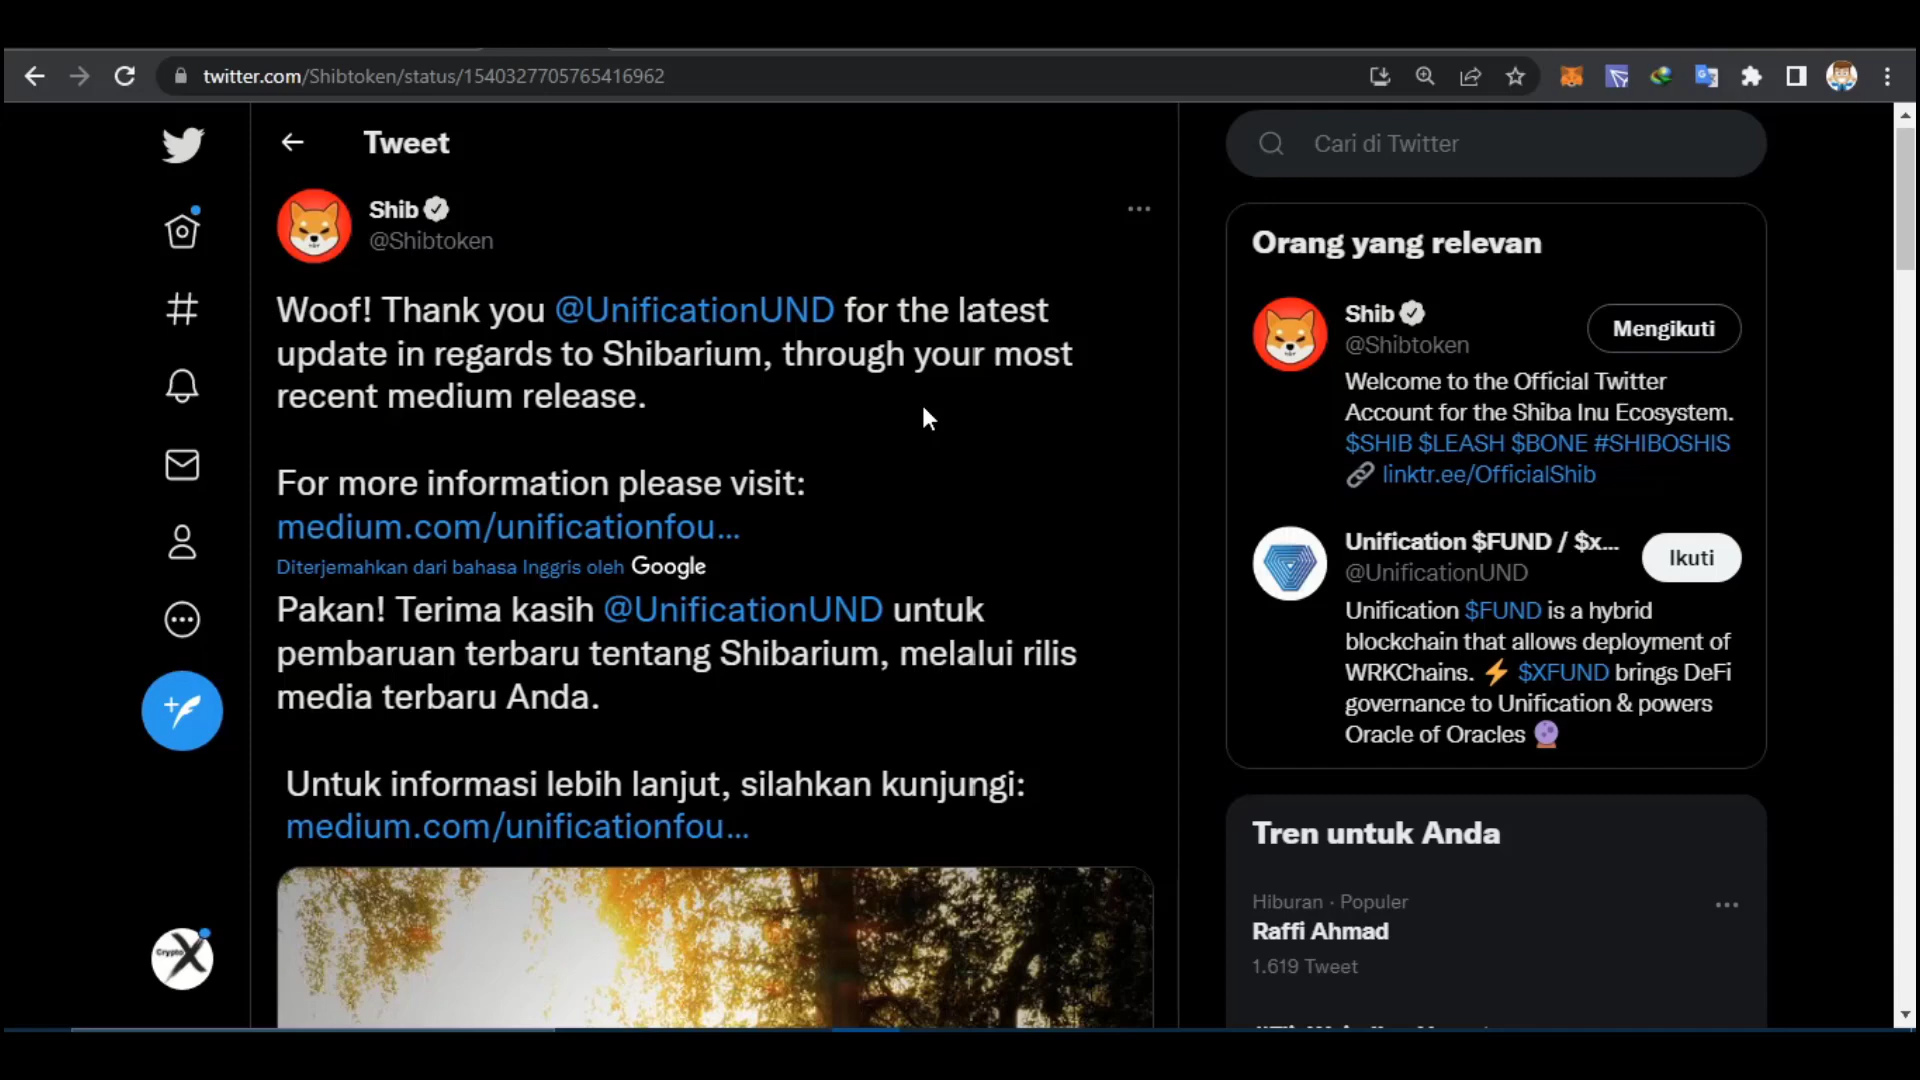 twitter.com/Shibtoken/status/1540327705765416962
Tweet
Shib
@Shibtoken
Woof! Thank you @UnificationUND for the latest
update in regards to Shibarium, through your most
recent medium release.
For more information please visit:
medium.com/unificationfou...
Diterjemahkan dari bahasa Inggris oleh Google
Pakan! Terima kasih @UnificationUND untuk
pembaruan terbaru tentang Shibarium, melalui rilis
media terbaru Anda.
Untuk informasi lebih lanjut, silahkan kunjungi:
medium.com/unificationfou...
Crypto X
Cari di Twitter
Orang yang relevan
Shib
@Shibtoken
Mengikuti
Welcome to the Official Twitter
Account for the Shiba Inu Ecosystem.
$SHIB $LEASH $BONE #SHIBOSHIS
linktr.ee/OfficialShib
Unification $FUND / $x...
@UnificationUND
Ikuti
Unification $FUND is a hybrid
blockchain that allows deployment of
WRKChains. ⚡ $XFUND brings DeFi
governance to Unification & powers
Oracle of Oracles 🔮
Tren untuk Anda
Hiburan · Populer
Raffi Ahmad
1.619 Tweet